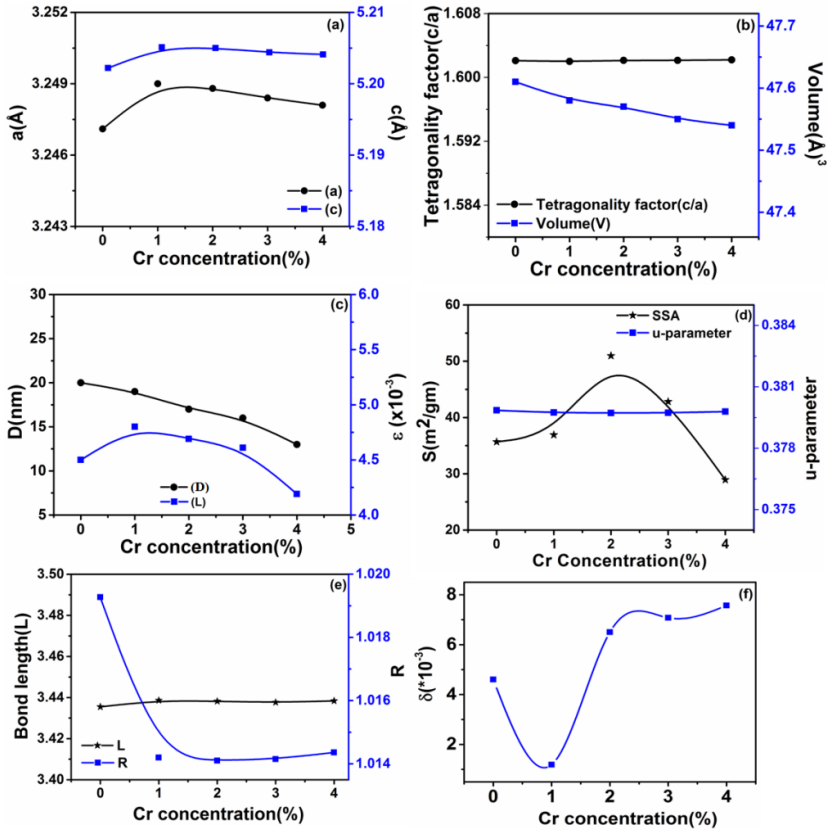 (a)
3.252
3.249
3.246
3.243
a(Å)
5.21
5.20
5.19
5.18
c(Å)
(a)
(c)
0 1 2 3 4
Cr concentration(%)
(b)
1.608
1.600
1.592
1.584
Tetragonality factor(c/a)
47.7
47.6
47.5
47.4
Volume(Å)³
Tetragonality factor(c/a)
Volume(V)
0 1 2 3 4
Cr concentration(%)
(c)
30
25
20
15
10
5
D(nm)
6.0
5.5
5.0
4.5
4.0
ε (x10⁻³)
(D)
(L)
0 1 2 3 4 5
Cr concentration(%)
(d)
60
50
40
30
20
S(m²/gm)
0.384
0.381
0.378
0.375
u-parameter
SSA
u-parameter
0 1 2 3 4
Cr Concentration(%)
(e)
3.50
3.48
3.46
3.44
3.42
3.40
Bond length(L)
1.020
1.018
1.016
1.014
R
L
R
0 1 2 3 4
Cr concentration(%)
(f)
8
6
4
2
δ(*10⁻³)
0 1 2 3 4
Cr concentration(%)